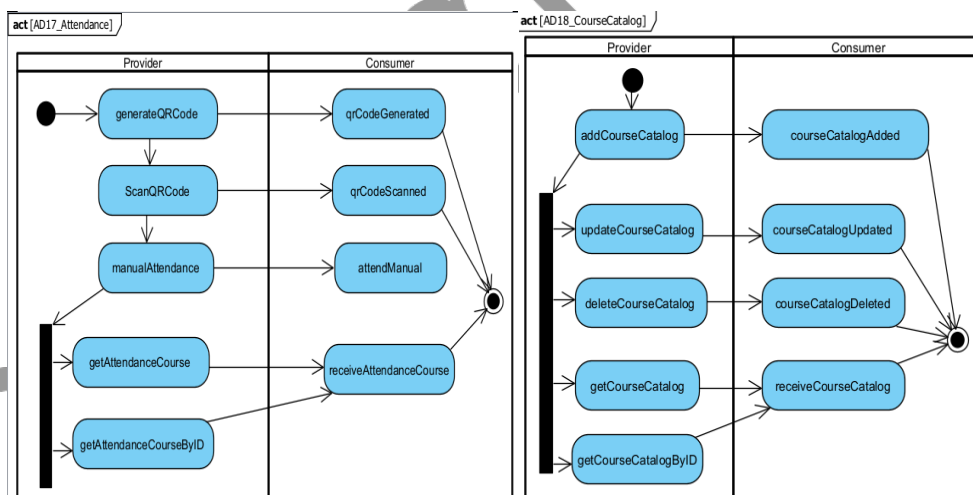 act [AD17_Attendance]
Provider
Consumer
generateQRCode
qrCodeGenerated
ScanQRCode
qrCodeScanned
manualAttendance
attendManual
getAttendanceCourse
receiveAttendanceCourse
getAttendanceCourseByID
act [AD18_CourseCatalog]
Provider
Consumer
addCourseCatalog
courseCatalogAdded
updateCourseCatalog
courseCatalogUpdated
deleteCourseCatalog
courseCatalogDeleted
getCourseCatalog
receiveCourseCatalog
getCourseCatalogByID